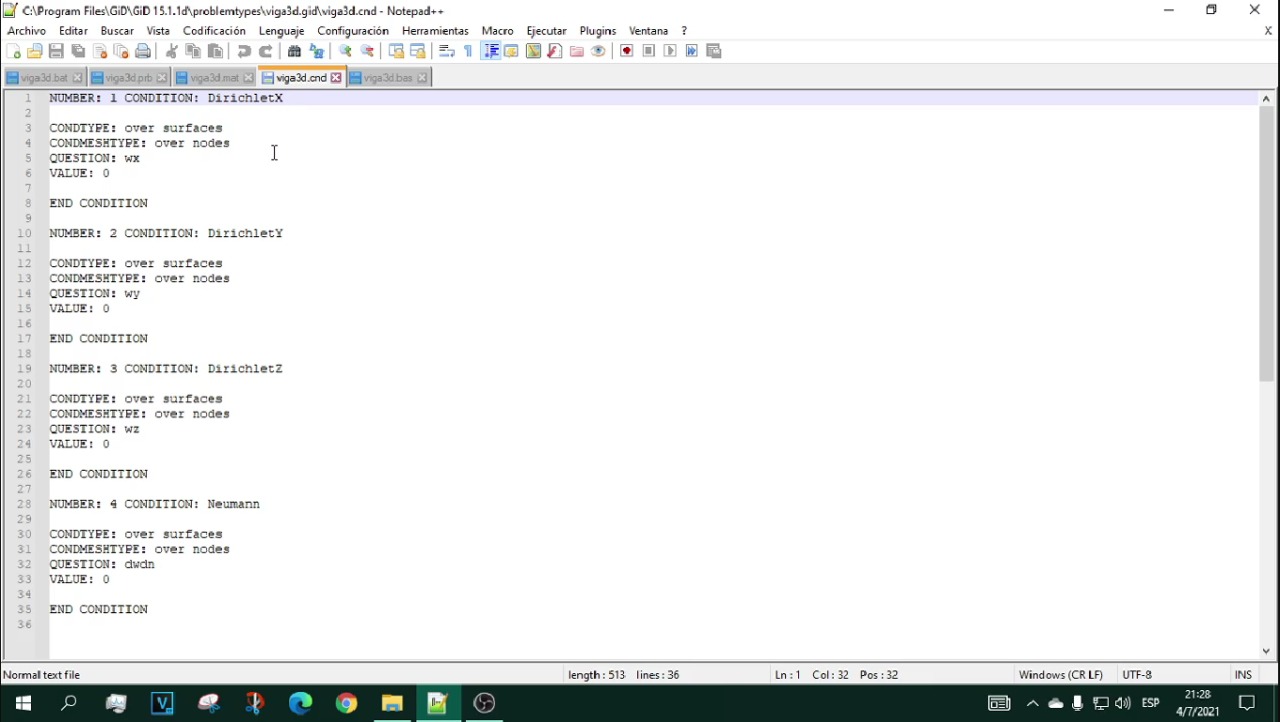 C:\Program Files\GiD\GiD 15.1.1d\problemtypes\viga3d.gid\viga3d.cnd - Notepad++
Archivo Editar Buscar Vista Codificación Lenguaje Configuración Herramientas Macro Ejecutar Plugins Ventana ? X
viga3d.bat viga3d.prb viga3d.mat viga3d.cnd viga3d.bas
1 NUMBER: 1 CONDITION: DirichletX
2
3 CONDTYPE: over surfaces
4 CONDMESHTYPE: over nodes
5 QUESTION: wx
6 VALUE: 0
7
8 END CONDITION
9
10 NUMBER: 2 CONDITION: DirichletY
11
12 CONDTYPE: over surfaces
13 CONDMESHTYPE: over nodes
14 QUESTION: wy
15 VALUE: 0
16
17 END CONDITION
18
19 NUMBER: 3 CONDITION: DirichletZ
20
21 CONDTYPE: over surfaces
22 CONDMESHTYPE: over nodes
23 QUESTION: wz
24 VALUE: 0
25
26 END CONDITION
27
28 NUMBER: 4 CONDITION: Neumann
29
30 CONDTYPE: over surfaces
31 CONDMESHTYPE: over nodes
32 QUESTION: dwdn
33 VALUE: 0
34
35 END CONDITION
36
Normal text file length : 513 lines : 36 Ln : 1 Col : 32 Pos : 32 Windows (CR LF) UTF-8 INS
ESP 21:28
4/7/2021